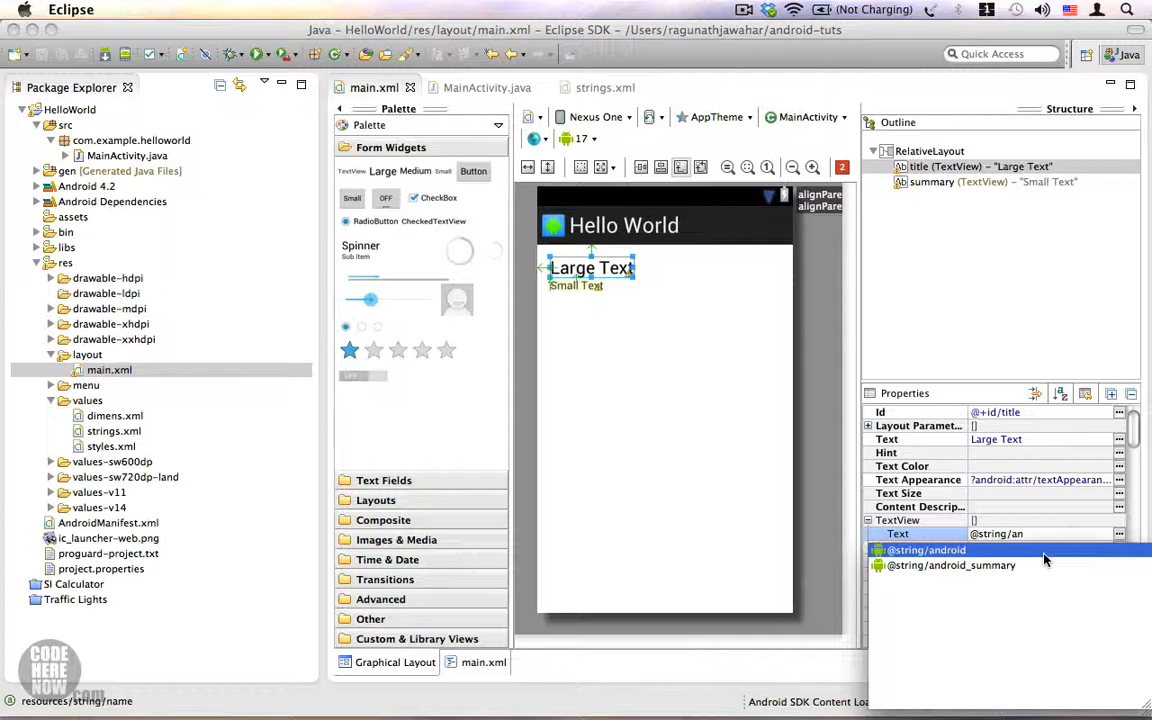 Eclipse
(Not Charging)
Java – HelloWorld/res/layout/main.xml – Eclipse SDK – /Users/ragunathjawahar/android-tuts
Quick Access
Java
Package Explorer
main.xml
MainActivity.java
strings.xml
HelloWorld
src
com.example.helloworld
MainActivity.java
gen [Generated Java Files]
Android 4.2
Android Dependencies
assets
bin
libs
res
drawable-hdpi
drawable-ldpi
drawable-mdpi
drawable-xhdpi
drawable-xxhdpi
layout
main.xml
menu
values
dimens.xml
strings.xml
styles.xml
values-sw600dp
values-sw720dp-land
values-v11
values-v14
AndroidManifest.xml
ic_launcher-web.png
proguard-project.txt
project.properties
SI Calculator
Traffic Lights
Palette
Palette
Form Widgets
TextView Large Medium Small Button
Small OFF CheckBox
RadioButton CheckedTextView
Spinner
Sub Item
Text Fields
Layouts
Composite
Images & Media
Time & Date
Transitions
Advanced
Other
Custom & Library Views
Graphical Layout
main.xml
Nexus One
AppTheme
MainActivity
17
2
alignPare
alignPare
Hello World
Large Text
Small Text
Structure
Outline
RelativeLayout
title (TextView) – "Large Text"
summary (TextView) – "Small Text"
Properties
Id @+id/title
Layout Paramet... []
Text Large Text
Hint
Text Color
Text Appearance ?android:attr/textAppearan...
Text Size
Content Descrip...
TextView []
Text @string/an
@string/android
@string/android_summary
CODE
HERE
NOW.com
resources/string/name
Android SDK Content Loa